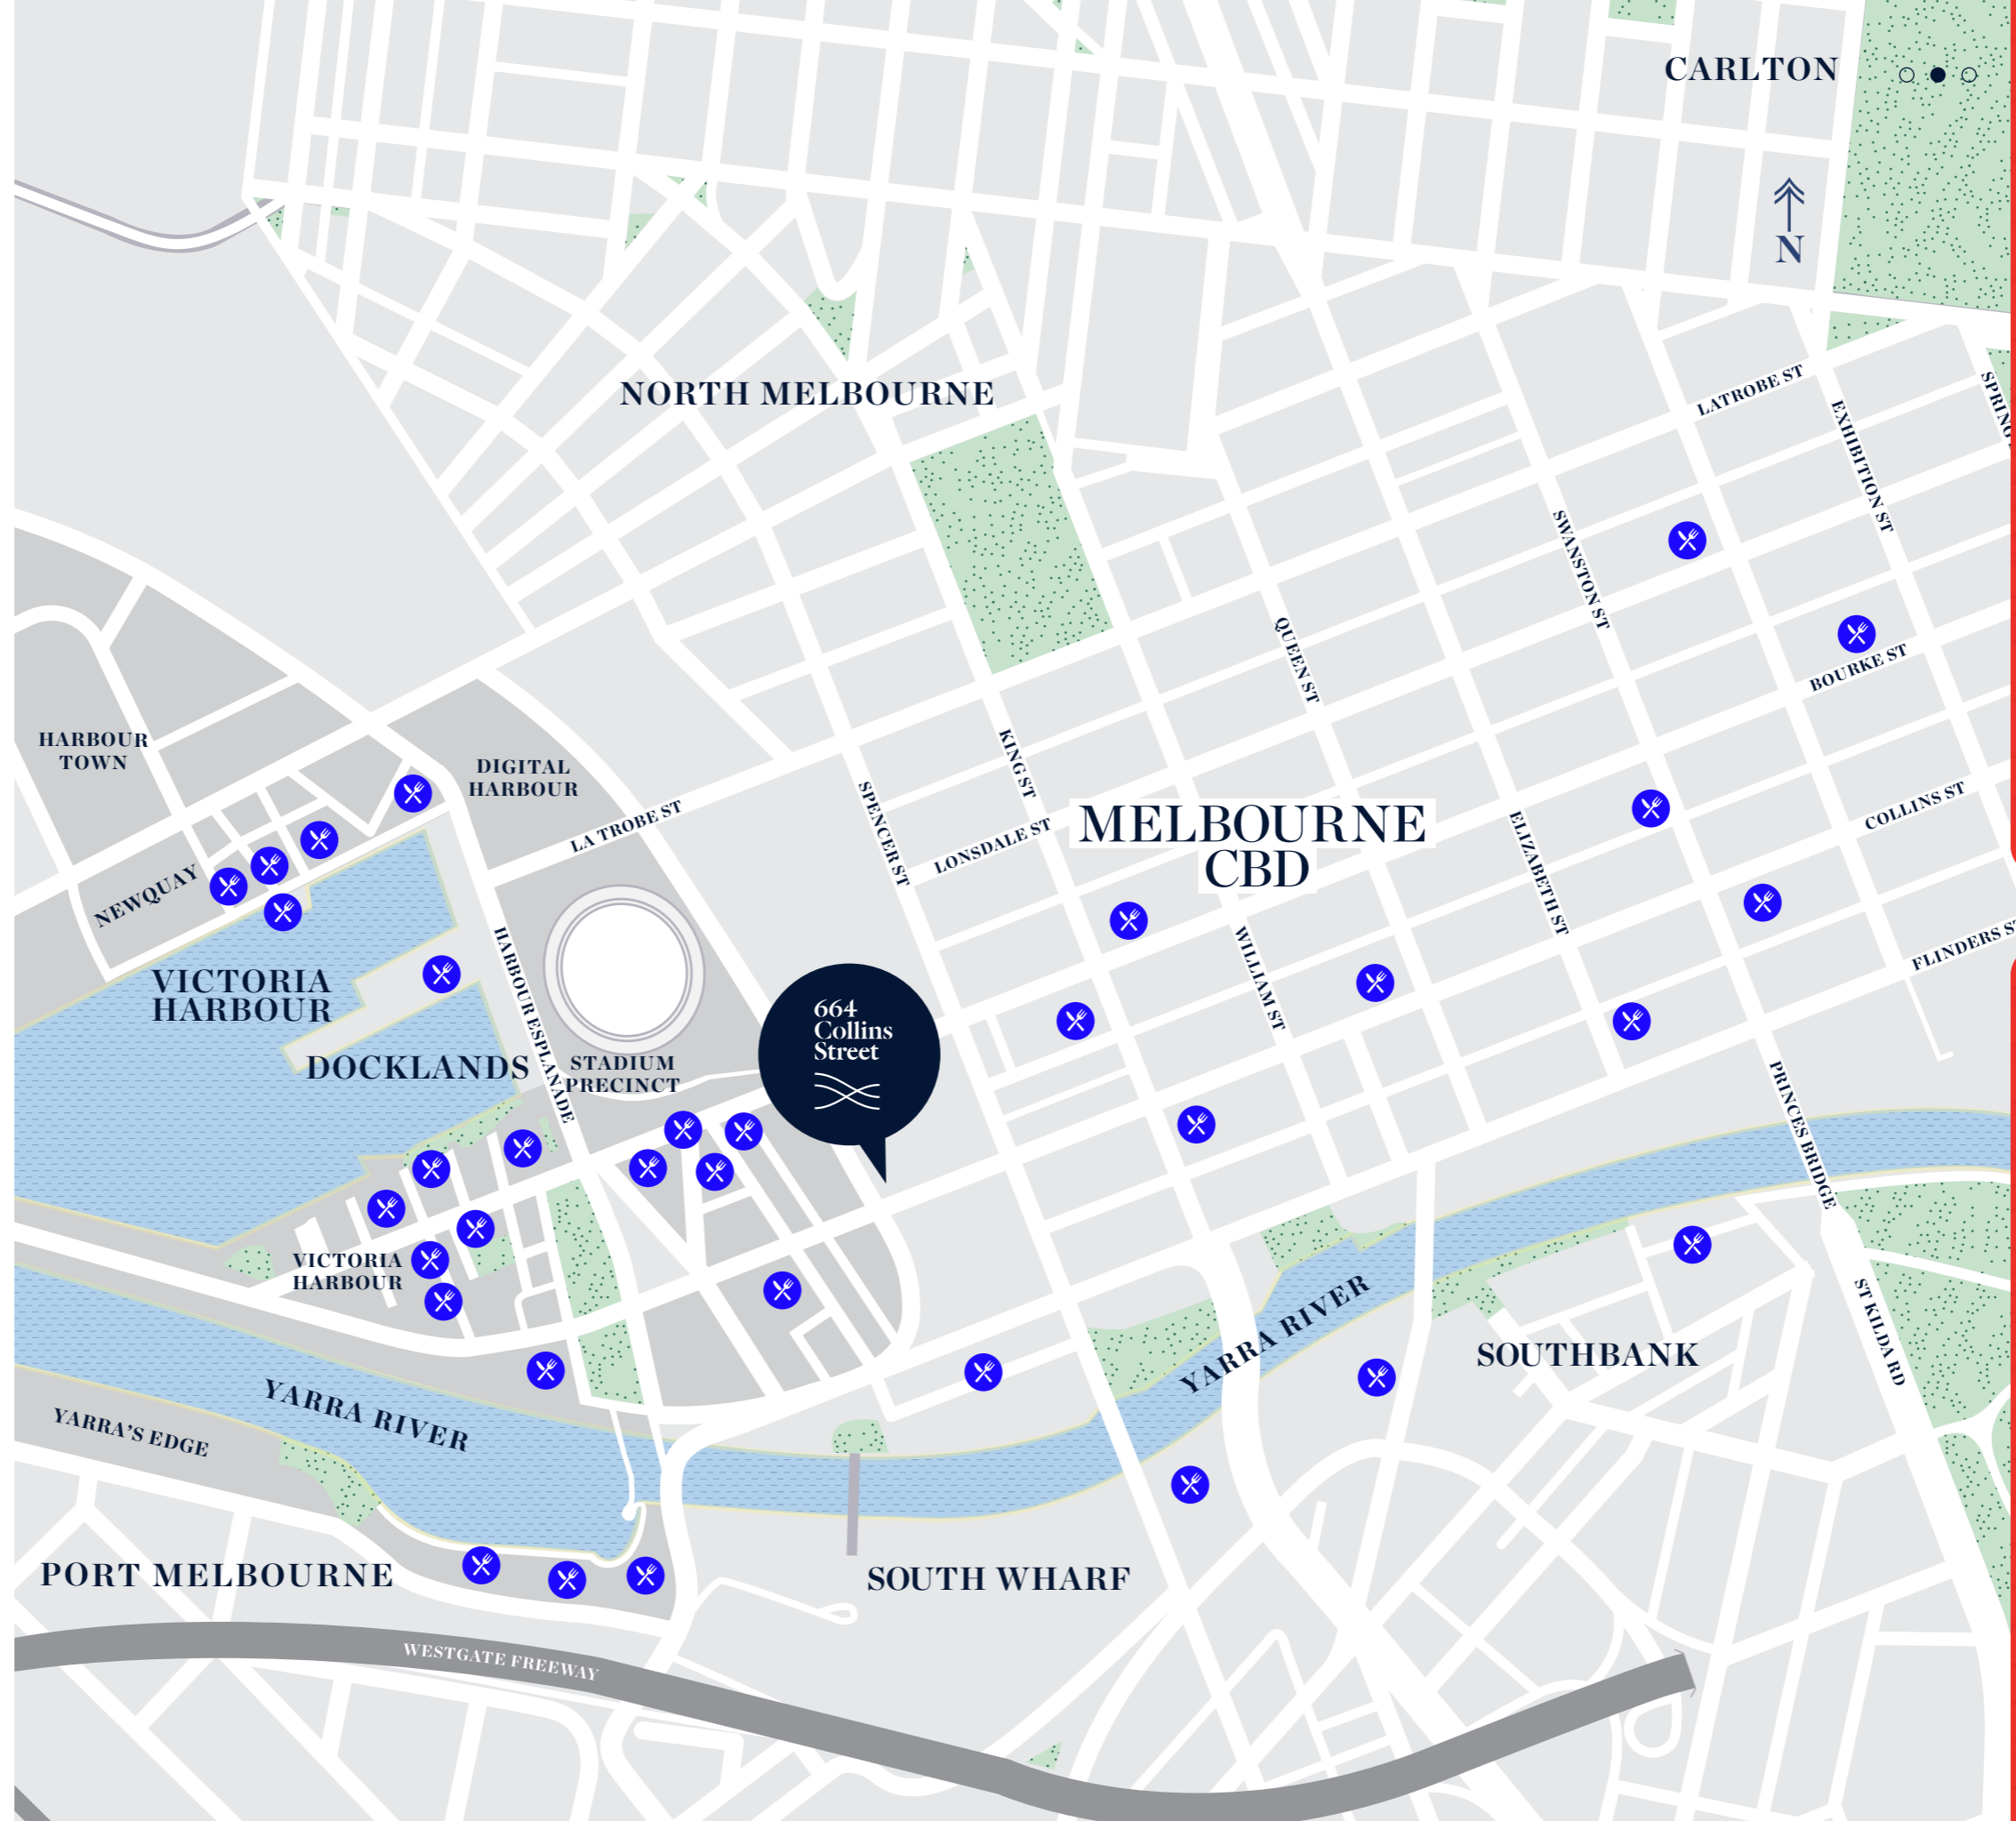 CARLTON
N
NORTH MELBOURNE
LATROBE ST
EXHIBITION ST
SPRING
SWANSTON ST
QUEEN ST
BOURKE ST
HARBOUR
TOWN
DIGITAL
HARBOUR
KING ST
SPENCER ST
LA TROBE ST
LONSDALE ST
MELBOURNE
CBD
ELIZABETH ST
COLLINS ST
NEWQUAY
HARBOUR ESPLANADE
WILLIAM ST
FLINDERS ST
VICTORIA
HARBOUR
664
Collins
Street
DOCKLANDS
STADIUM
PRECINCT
PRINCES BRIDGE
VICTORIA
HARBOUR
YARRA RIVER
SOUTHBANK
ST KILDA RD
YARRA RIVER
YARRA'S EDGE
PORT MELBOURNE
SOUTH WHARF
WESTGATE FREEWAY